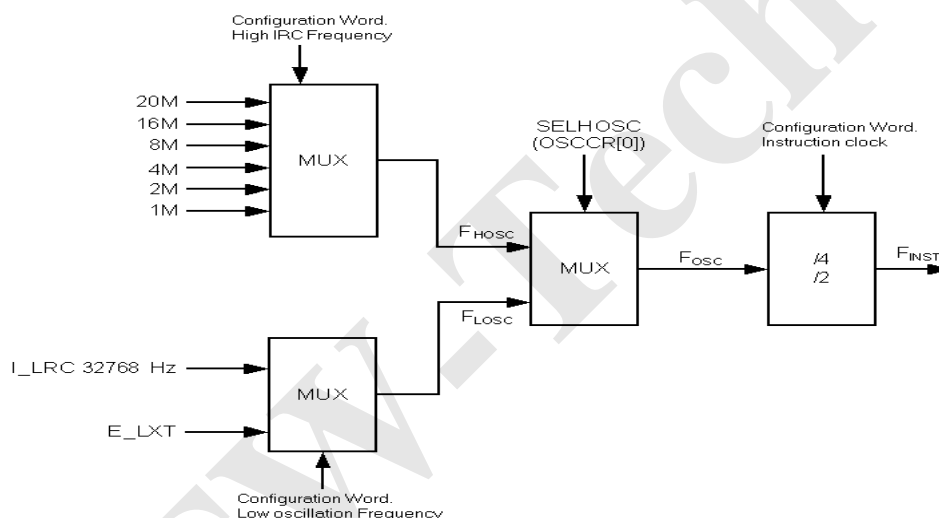 Configuration Word.
High IRC Frequency
20M
16M
8M
4M
2M
1M
MUX
SELHOSC
(OSCCR[0])
Configuration Word.
Instruction clock
FHOSC
MUX
FOSC
/4
/2
FINST
FLOSC
I_LRC 32768 Hz
MUX
E_LXT
Configuration Word.
Low oscillation Frequency